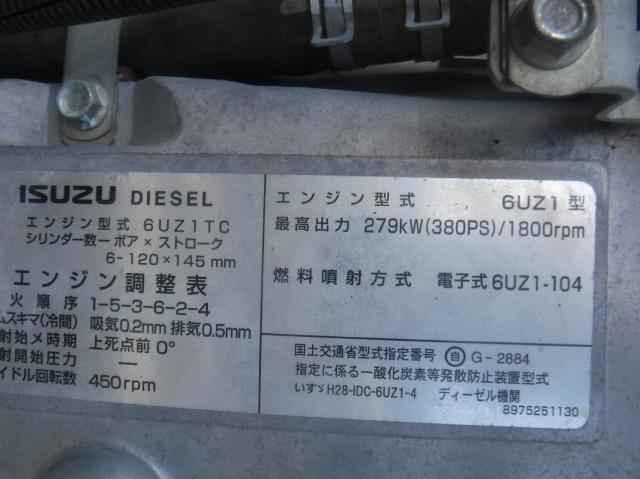 ISUZU DIESEL
エンジン型式 6UZ1TC
シリンダー数－ボア×ストローク
6-120×145mm
エンジン調整表
火順序 1-5-3-6-2-4
ムスキマ(冷間) 吸気0.2mm 排気0.5mm
射始メ時期 上死点前0°
射開始圧力 ー
イドル回転数 450rpm
エンジン型式 6UZ1型
最高出力 279kW(380PS)/1800rpm
燃料噴射方式 電子式6UZ1-104
国土交通省型式指定番号 自 G-2884
指定に係る一酸化炭素等発散防止装置型式
いすゞH28-IDC-6UZ1-4 ディーゼル機関
8975251130